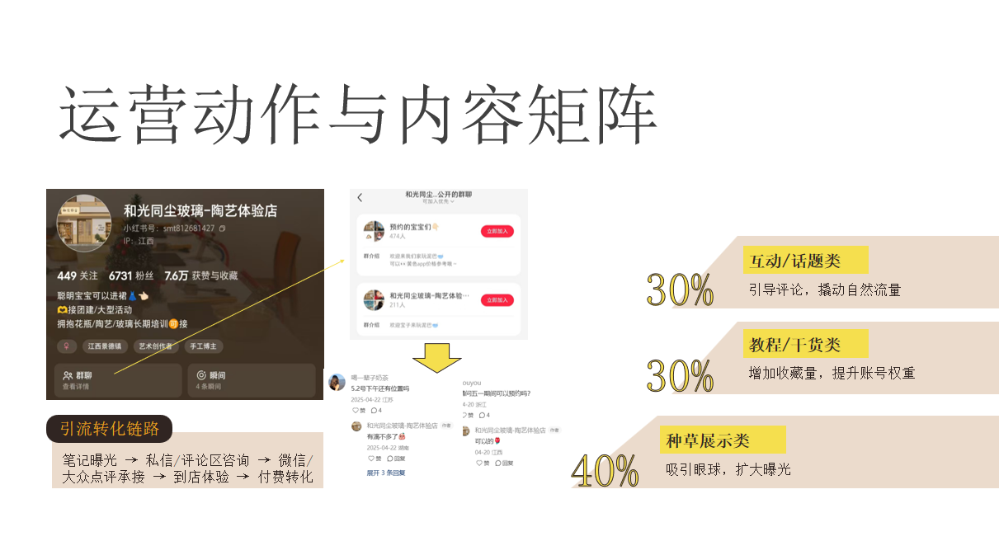 运营动作与内容矩阵
和光同尘玻璃-陶艺体验店
小红书号：smt812681427
IP：江西
449 关注 6731 粉丝 7.6万 获赞与收藏
聪明宝宝可以进裙👗👈🏻
🫶接团建/大型活动
拥抱花瓶/陶艺/玻璃长期培训🉑接
江西景德镇 艺术创作者 手工博主
群聊
查看详情
瞬间
4 条瞬间
引流转化链路
笔记曝光 → 私信/评论区咨询 → 微信/
大众点评承接 → 到店体验 → 付费转化
和光同尘...公开的群聊
可加入优先
预约的宝宝们👇🏻
474人
立即加入
群介绍
欢迎来我们家玩泥巴🥣
和光同尘玻璃-陶艺体验…
211人
立即加入
群介绍
欢迎宝子来玩泥巴🥣
喝一辈子奶茶
5.2号下午还有位置吗
2025-04-22 江苏
赞 4
和光同尘玻璃-陶艺体验店 作者
有滴不多了
2025-04-22 湖南
赞 回复
展开 3 条回复
ouyou
问五一期间可以预约吗?
4-20 浙江
赞 4
和光同尘玻璃-陶艺体验店 作者
可以的🌹
04-20 江西
赞 回复
30%
互动/话题类
引导评论，撬动自然流量
30%
教程/干货类
增加收藏量，提升账号权重
40%
种草展示类
吸引眼球，扩大曝光